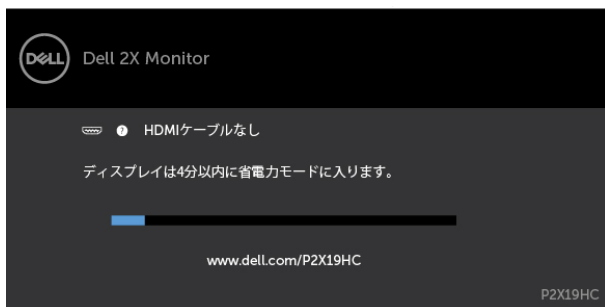 DELL
Dell 2X Monitor
? HDMIケーブルなし
ディスプレイは4分以内に省電力モードに入ります。
www.dell.com/P2X19HC
P2X19HC